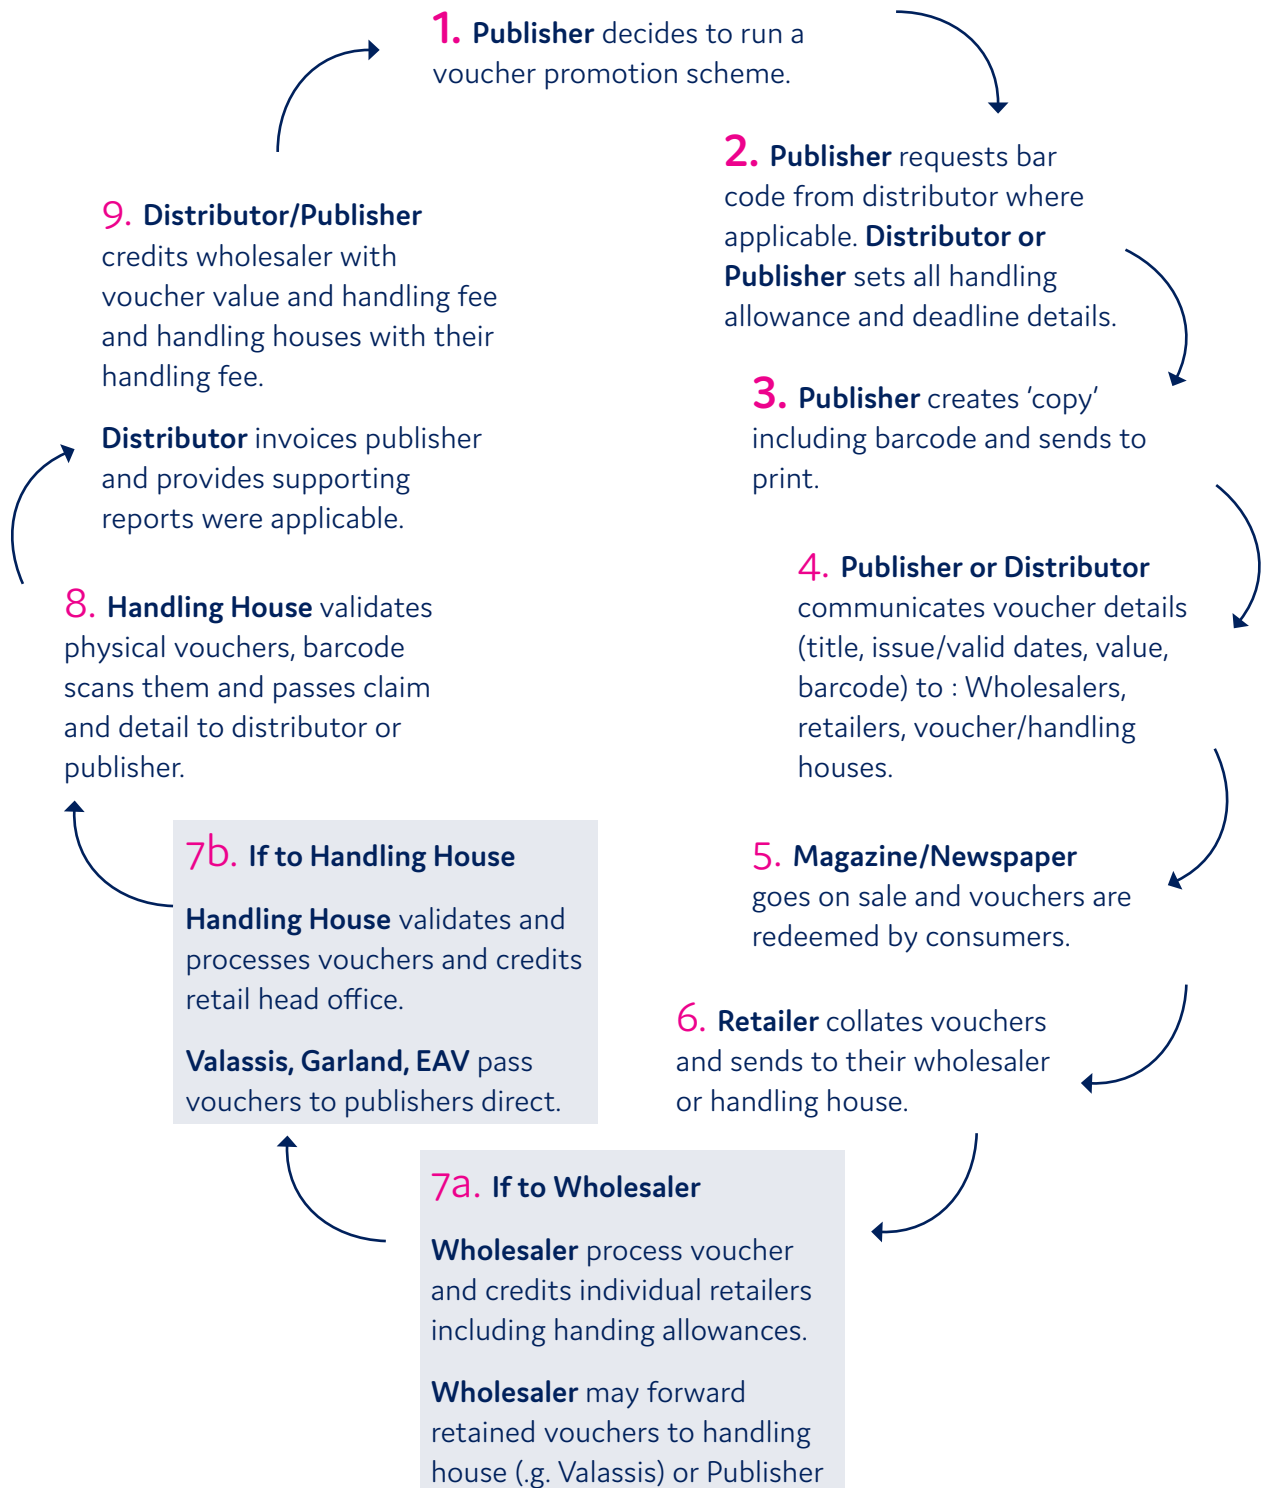 1. Publisher decides to run a
voucher promotion scheme.
2. Publisher requests bar
code from distributor where
applicable. Distributor or
Publisher sets all handling
allowance and deadline details.
3. Publisher creates ‘copy’
including barcode and sends to
print.
4. Publisher or Distributor
communicates voucher details
(title, issue/valid dates, value,
barcode) to : Wholesalers,
retailers, voucher/handling
houses.
5. Magazine/Newspaper
goes on sale and vouchers are
redeemed by consumers.
6. Retailer collates vouchers
and sends to their wholesaler
or handling house.
7a. If to Wholesaler
Wholesaler process voucher
and credits individual retailers
including handing allowances.
Wholesaler may forward
retained vouchers to handling
house (.g. Valassis) or Publisher
7b. If to Handling House
Handling House validates and
processes vouchers and credits
retail head office.
Valassis, Garland, EAV pass
vouchers to publishers direct.
8. Handling House validates
physical vouchers, barcode
scans them and passes claim
and detail to distributor or
publisher.
9. Distributor/Publisher
credits wholesaler with
voucher value and handling fee
and handling houses with their
handling fee.
Distributor invoices publisher
and provides supporting
reports were applicable.